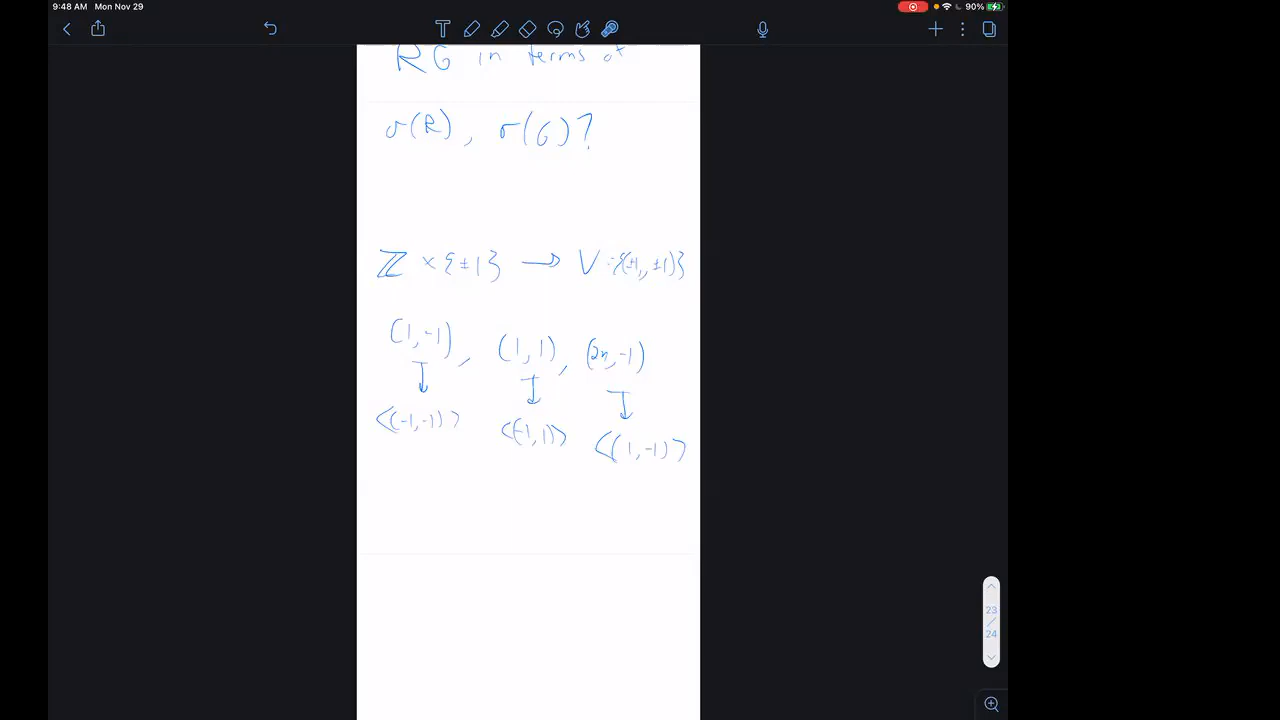 9:48 AM Mon Nov 29
90%
T
RG in terms of
σ(R), σ(G)?
ℤ × {±1} → V = {(±1, ±1)}
(1, -1), (1, 1), (2n, -1)
↧ ↧ ↧
<(-1, -1)> <(-1, 1)> <(1, -1)>
23
/
24